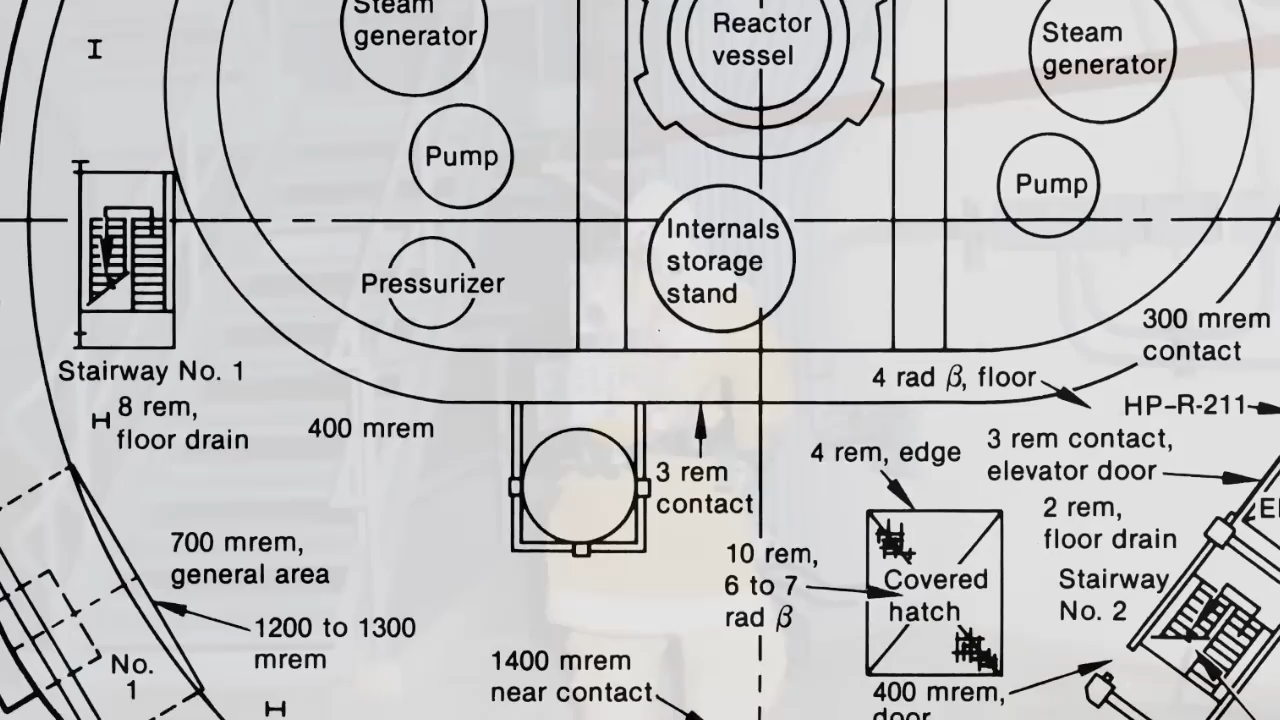 Steam
generator
Reactor
vessel
Steam
generator
Pump
Pump
Internals
storage
stand
Pressurizer
300 mrem
contact
Stairway No. 1
4 rad β, floor
HP-R-211
8 rem,
floor drain
400 mrem
3 rem contact,
elevator door
4 rem, edge
3 rem
contact
2 rem,
floor drain
700 mrem,
general area
10 rem,
6 to 7
rad β
Covered
hatch
Stairway
No. 2
1200 to 1300
mrem
No.
1
1400 mrem
near contact
400 mrem,
door